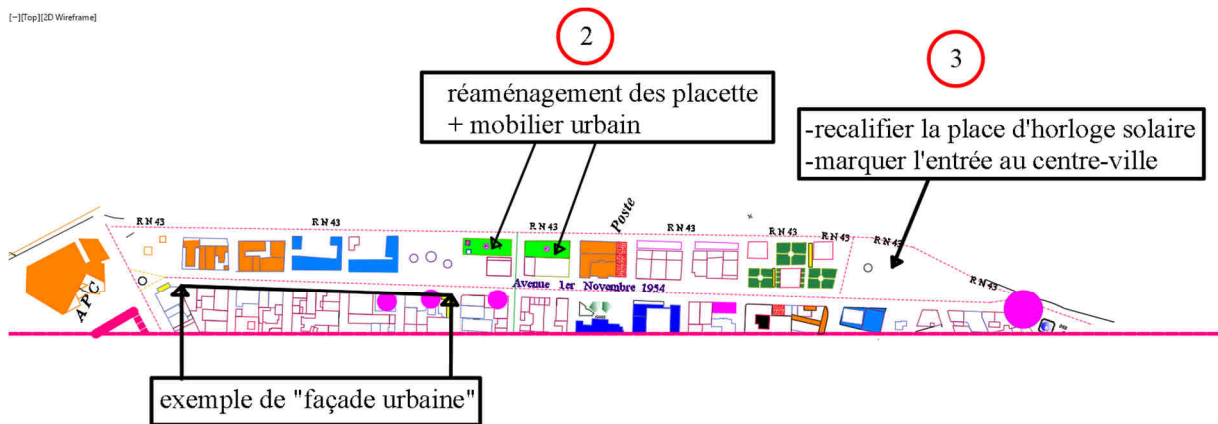 [−][Top][2D Wireframe]
2
3
réaménagement des placette
+ mobilier urbain
-recalifier la place d'horloge solaire
-marquer l'entrée au centre-ville
Poste
R N 43
R N 43
R N 43
R N 43
R N 43
R N 43
R N 43
Avenue 1er Novembre 1954
APC
exemple de "façade urbaine"